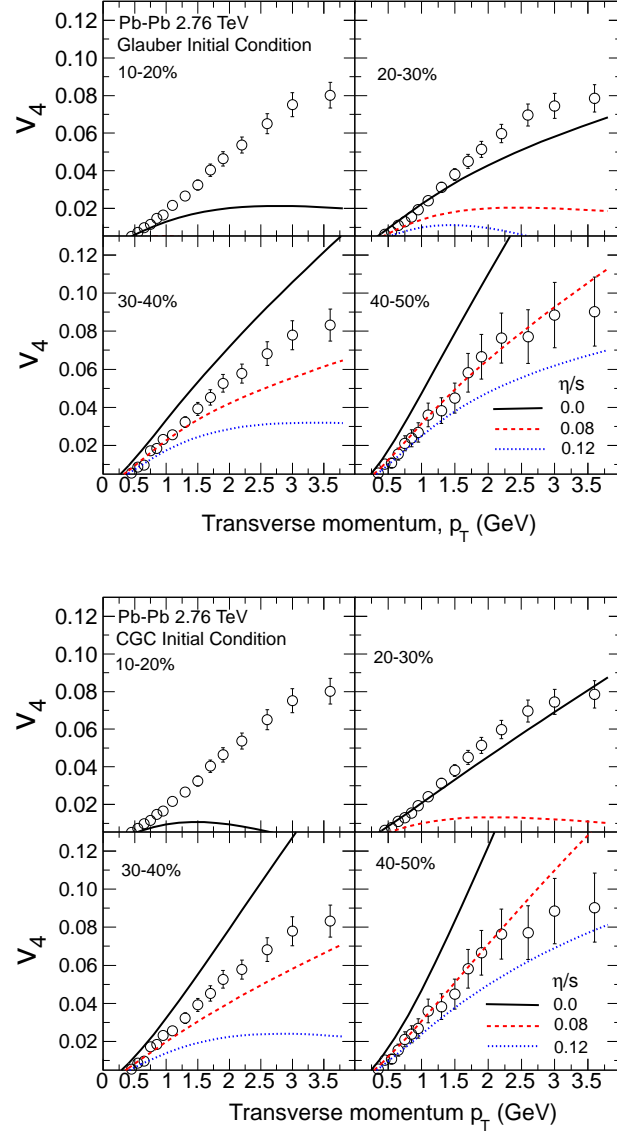 Pb-Pb 2.76 TeV
Glauber Initial Condition
10-20%
20-30%
0.12
0.10
0.08
0.06
0.04
0.02
v4
30-40%
40-50%
0.12
0.10
0.08
0.06
0.04
0.02
v4
η/s
0.0
0.08
0.12
0 0.5 1 1.5 2 2.5 3 3.5 0 0.5 1 1.5 2 2.5 3 3.5
Transverse momentum, pT (GeV)
Pb-Pb 2.76 TeV
CGC Initial Condition
10-20%
20-30%
0.12
0.10
0.08
0.06
0.04
0.02
v4
30-40%
40-50%
0.12
0.10
0.08
0.06
0.04
0.02
v4
η/s
0.0
0.08
0.12
0 0.5 1 1.5 2 2.5 3 3.5 0 0.5 1 1.5 2 2.5 3 3.5
Transverse momentum pT (GeV)